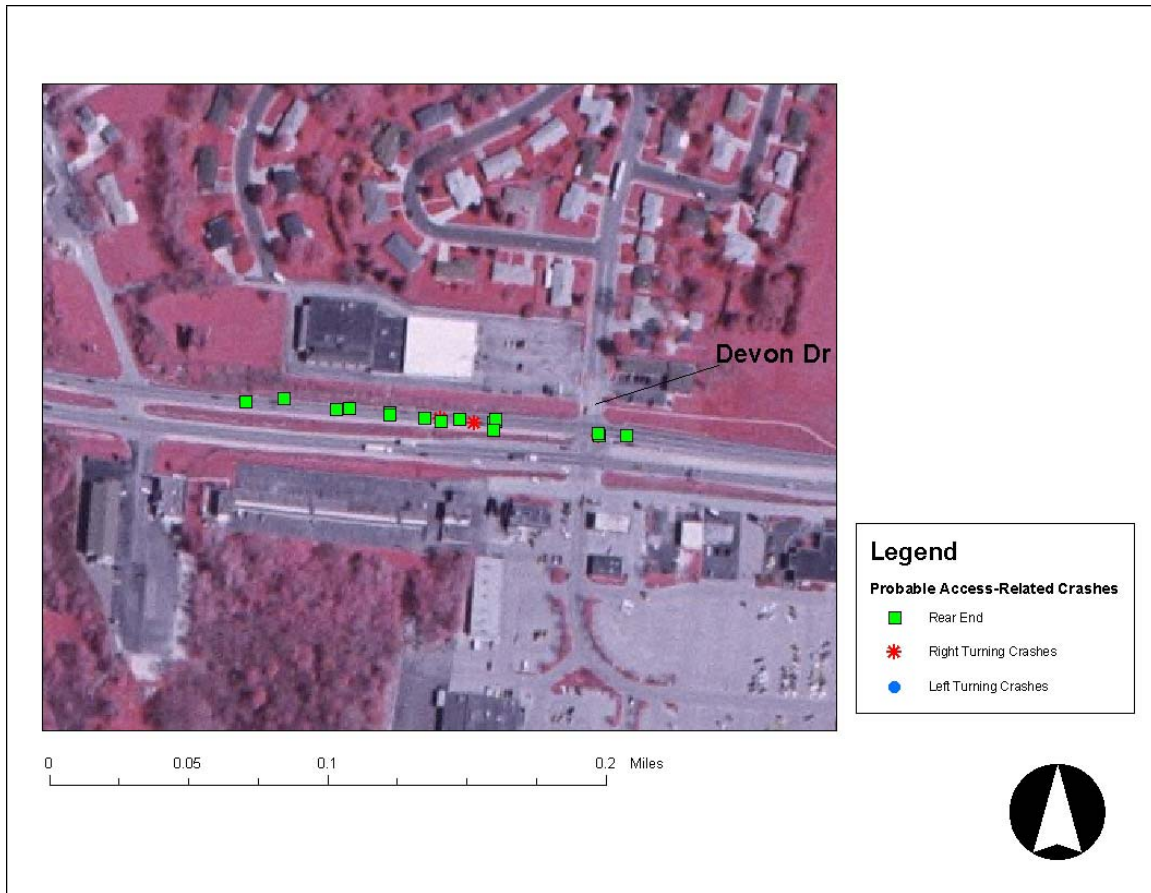 Devon Dr
Legend
Probable Access-Related Crashes
Rear End
Right Turning Crashes
Left Turning Crashes
0 0.05 0.1 0.2 Miles